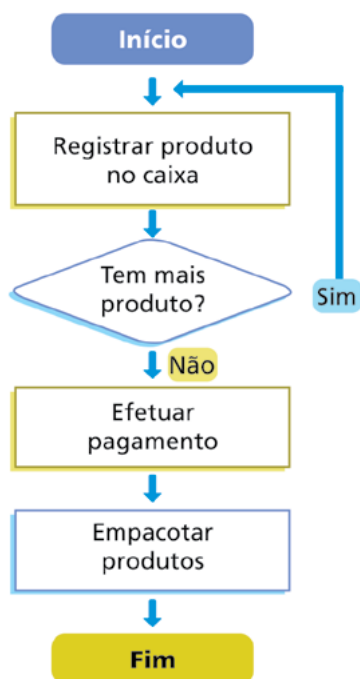 Início
Registrar produto
no caixa
Tem mais
produto?
Sim
Não
Efetuar
pagamento
Empacotar
produtos
Fim